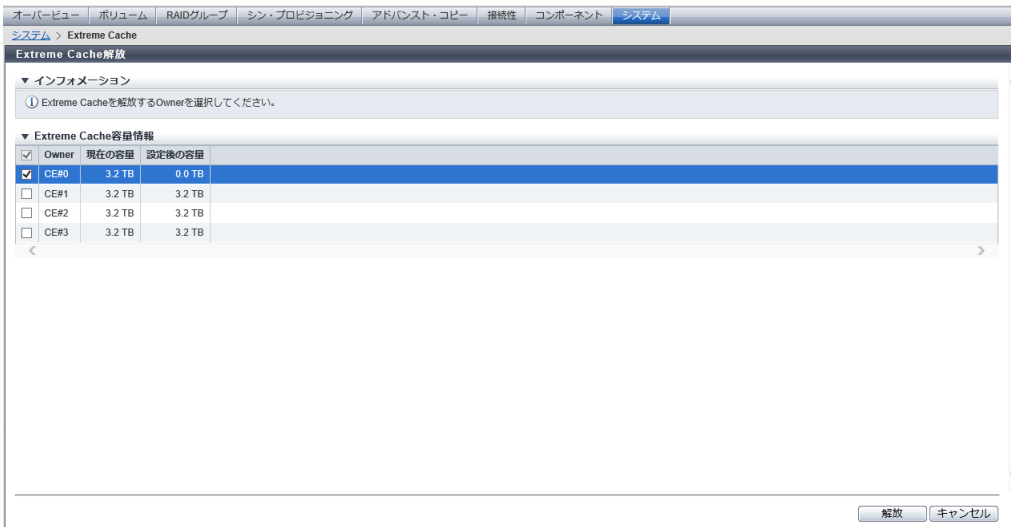 オーバービュー ボリューム RAIDグループ シン・プロビジョニング アドバンスト・コピー 接続性 コンポーネント システム
システム > Extreme Cache
Extreme Cache解放
▼ インフォメーション
Extreme Cacheを解放するOwnerを選択してください。
▼ Extreme Cache容量情報
Owner 現在の容量 設定後の容量
CE#0 3.2 TB 0.0 TB
CE#1 3.2 TB 3.2 TB
CE#2 3.2 TB 3.2 TB
CE#3 3.2 TB 3.2 TB
解放 キャンセル